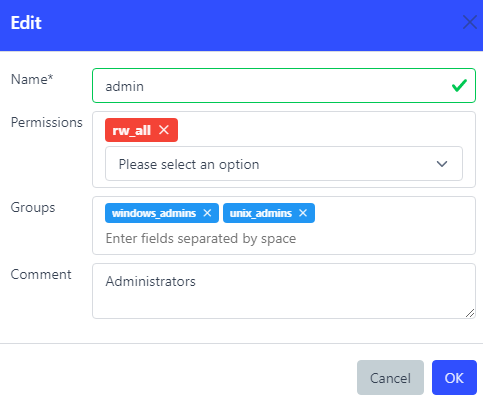 Edit
Name*
admin
Permissions
rw_all
Please select an option
Groups
windows_admins unix_admins
Enter fields separated by space
Comment
Administrators
Cancel OK